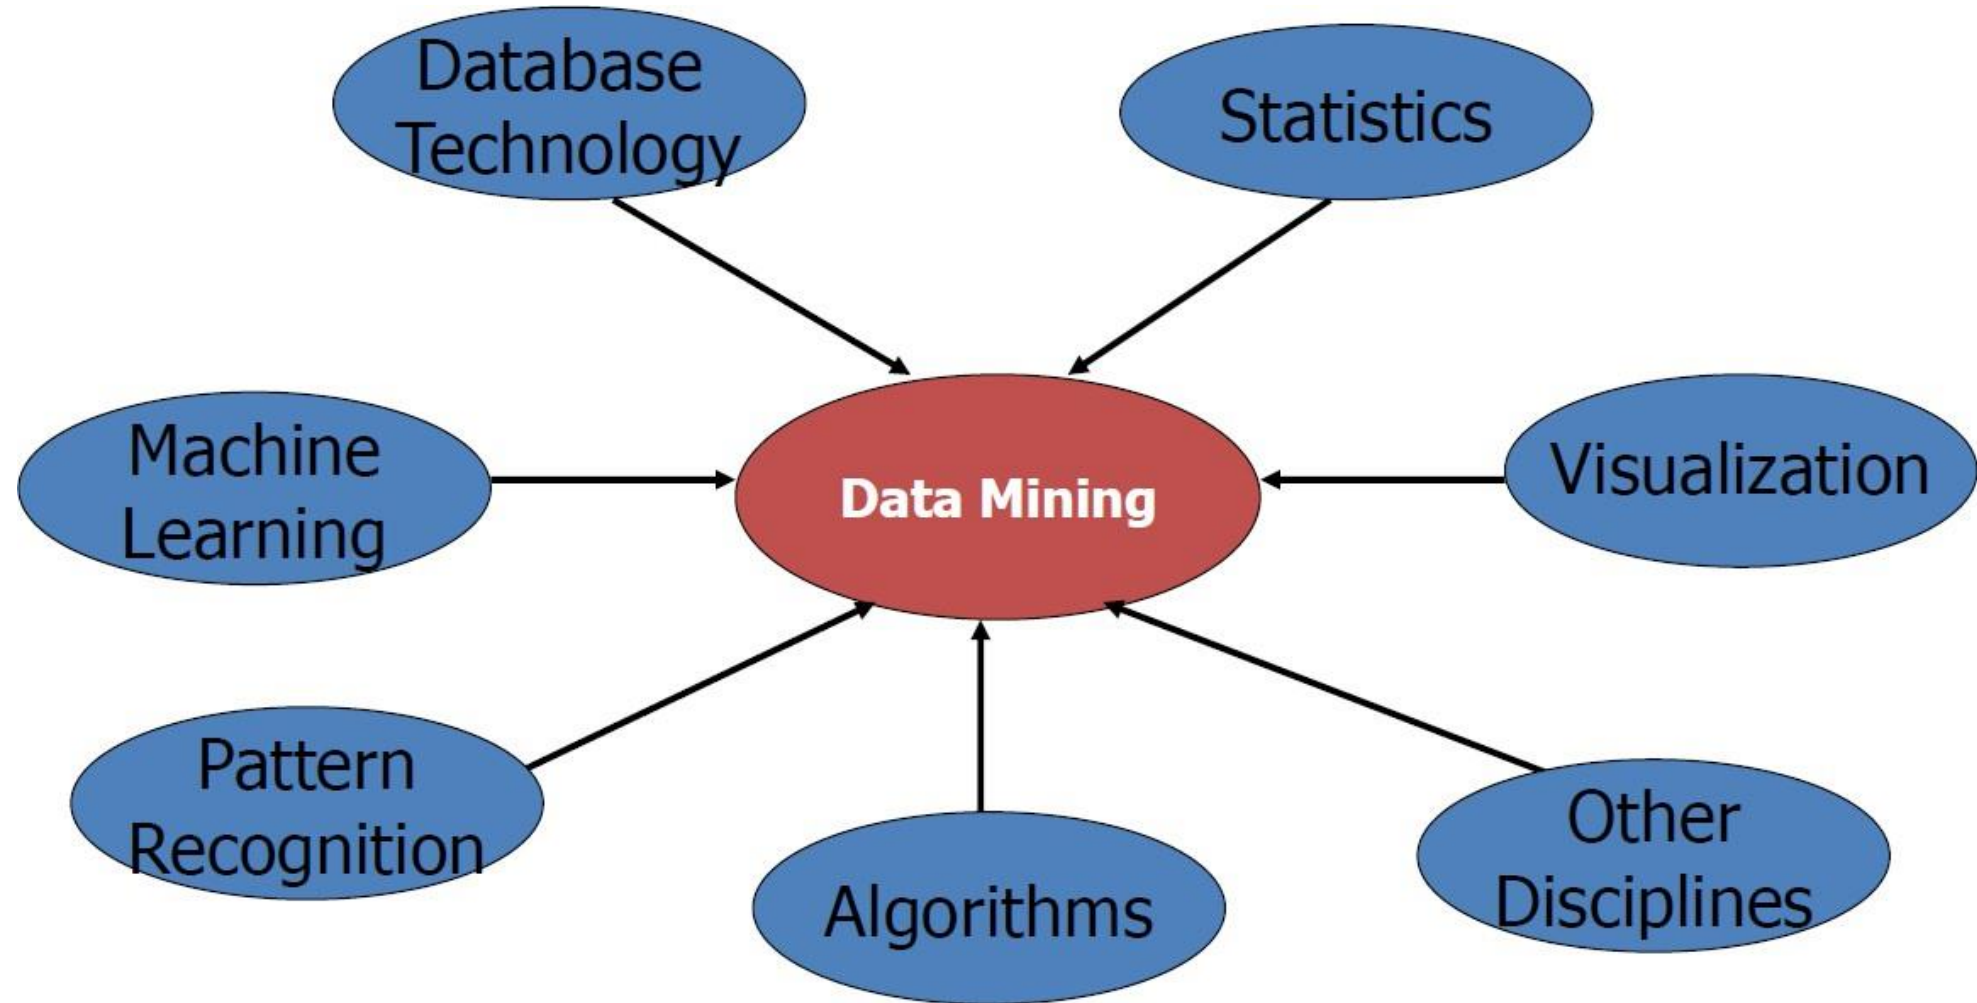 Database
Technology
Statistics
Machine
Learning
Data Mining
Visualization
Pattern
Recognition
Algorithms
Other
Disciplines